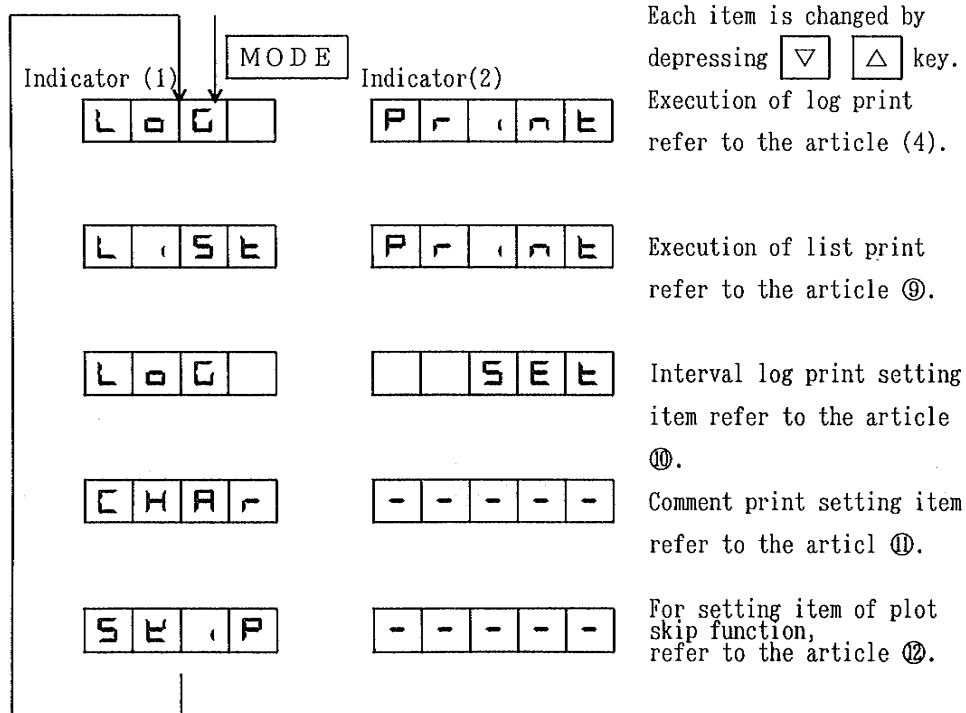 Each item is changed by
depressing ▽ △ key.
MODE
Indicator (1) Indicator(2)
LoG Print
Execution of log print
refer to the article (4).
LiSt Print
Execution of list print
refer to the article ⑨.
LoG SEt
Interval log print setting
item refer to the article
⑩.
CHAr -----
Comment print setting item
refer to the articl ⑪.
SKiP -----
For setting item of plot
skip function,
refer to the article ⑫.